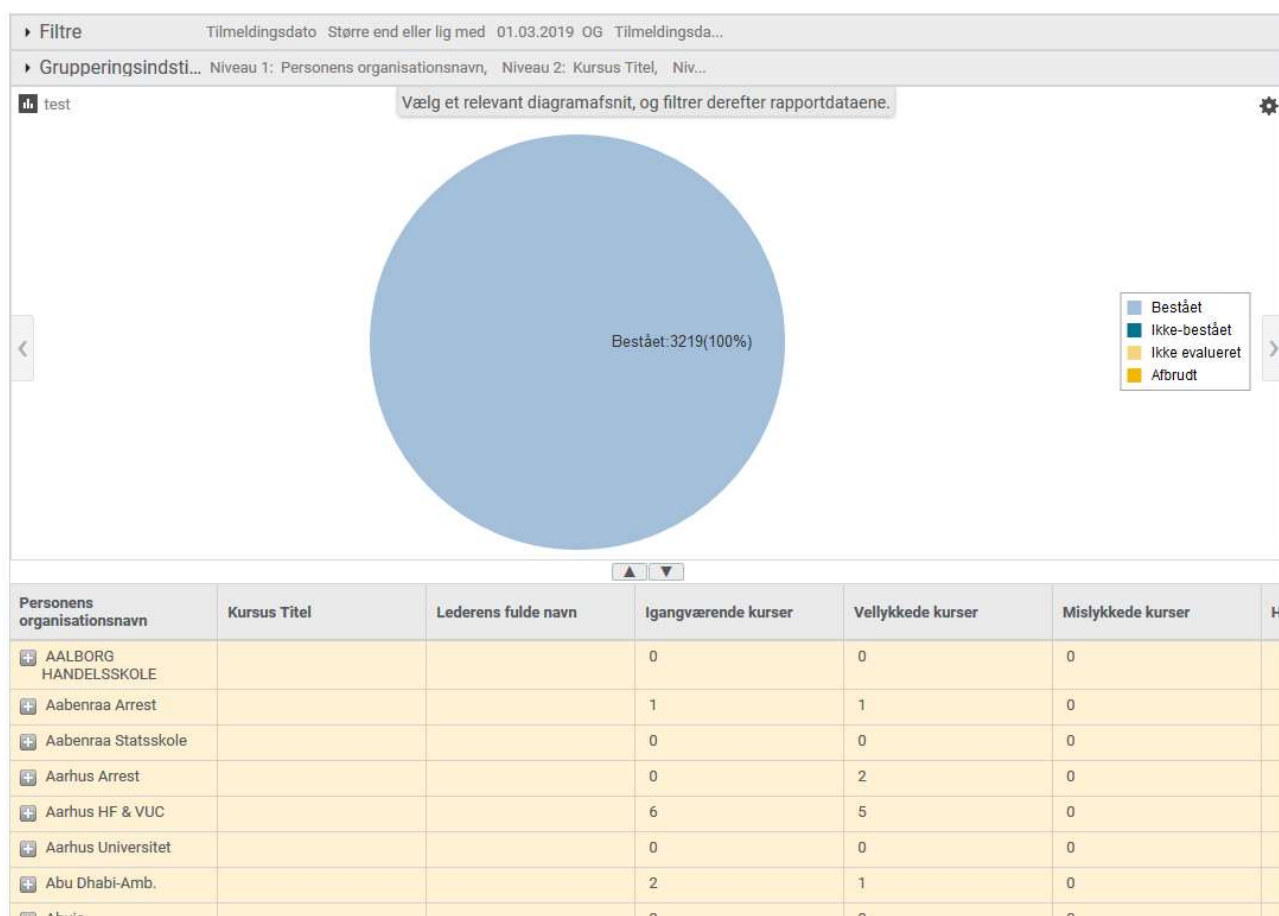 Filtre Tilmeldingsdato Større end eller lig med 01.03.2019 OG Tilmeldingsda...
Grupperingsindsti... Niveau 1: Personens organisationsnavn, Niveau 2: Kursus Titel, Niv...
test
Vælg et relevant diagramafsnit, og filtrer derefter rapportdataene.
Bestået:3219(100%)
Bestået
Ikke-bestået
Ikke evalueret
Afbrudt
Personens organisationsnavn Kursus Titel Lederens fulde navn Igangværende kurser Vellykkede kurser Mislykkede kurser H
AALBORG HANDELSSKOLE 0 0 0
Aabenraa Arrest 1 1 0
Aabenraa Statsskole 0 0 0
Aarhus Arrest 0 2 0
Aarhus HF & VUC 6 5 0
Aarhus Universitet 0 0 0
Abu Dhabi-Amb. 2 1 0